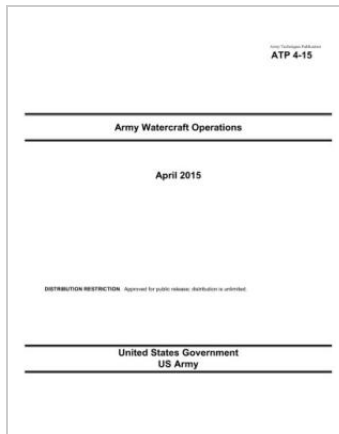 Army Techniques Publication
ATP 4-15
Army Watercraft Operations
April 2015
DISTRIBUTION RESTRICTION. Approved for public release; distribution is unlimited.
United States Government
US Army